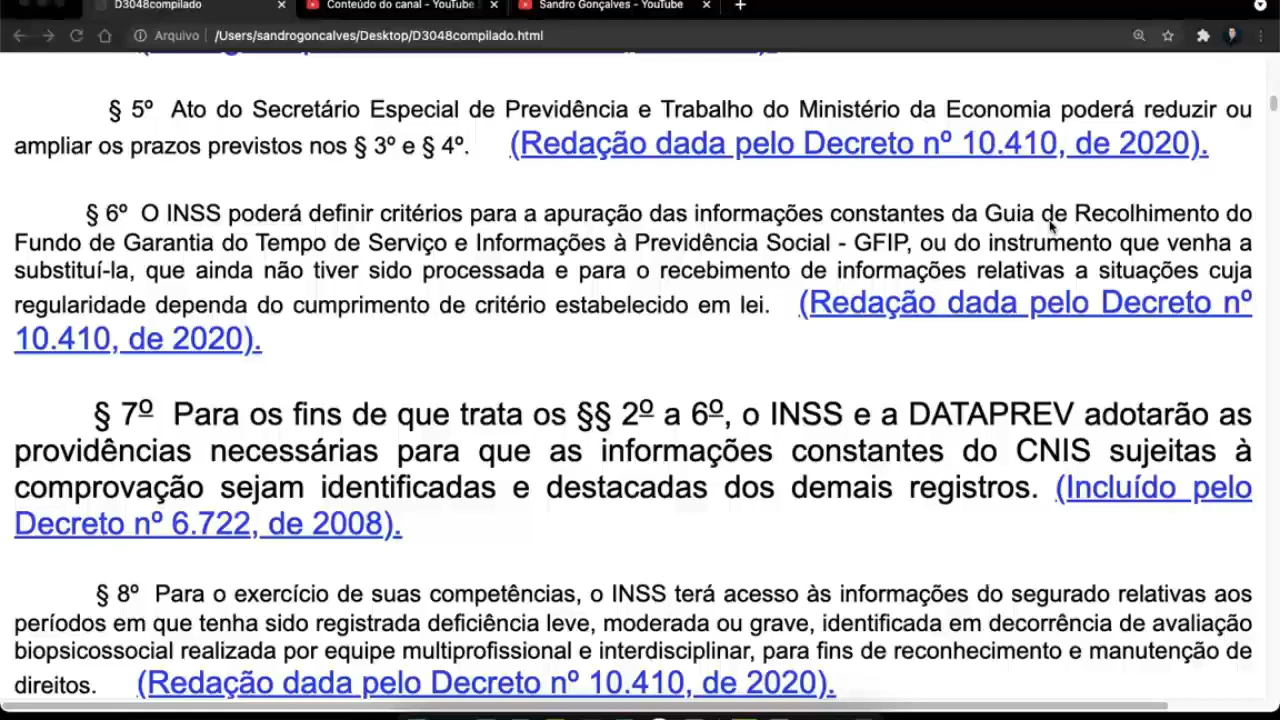 D3048compilado
Conteúdo do canal - YouTube
Sandro Gonçalves - YouTube
Arquivo
/Users/sandrogoncalves/Desktop/D3048compilado.html
§ 5º Ato do Secretário Especial de Previdência e Trabalho do Ministério da Economia poderá reduzir ou
ampliar os prazos previstos nos § 3º e § 4º. (Redação dada pelo Decreto nº 10.410, de 2020).
§ 6º O INSS poderá definir critérios para a apuração das informações constantes da Guia de Recolhimento do
Fundo de Garantia do Tempo de Serviço e Informações à Previdência Social - GFIP, ou do instrumento que venha a
substituí-la, que ainda não tiver sido processada e para o recebimento de informações relativas a situações cuja
regularidade dependa do cumprimento de critério estabelecido em lei. (Redação dada pelo Decreto nº
10.410, de 2020).
§ 7º Para os fins de que trata os §§ 2º a 6º, o INSS e a DATAPREV adotarão as
providências necessárias para que as informações constantes do CNIS sujeitas à
comprovação sejam identificadas e destacadas dos demais registros. (Incluído pelo
Decreto nº 6.722, de 2008).
§ 8º Para o exercício de suas competências, o INSS terá acesso às informações do segurado relativas aos
períodos em que tenha sido registrada deficiência leve, moderada ou grave, identificada em decorrência de avaliação
biopsicossocial realizada por equipe multiprofissional e interdisciplinar, para fins de reconhecimento e manutenção de
direitos. (Redação dada pelo Decreto nº 10.410, de 2020).